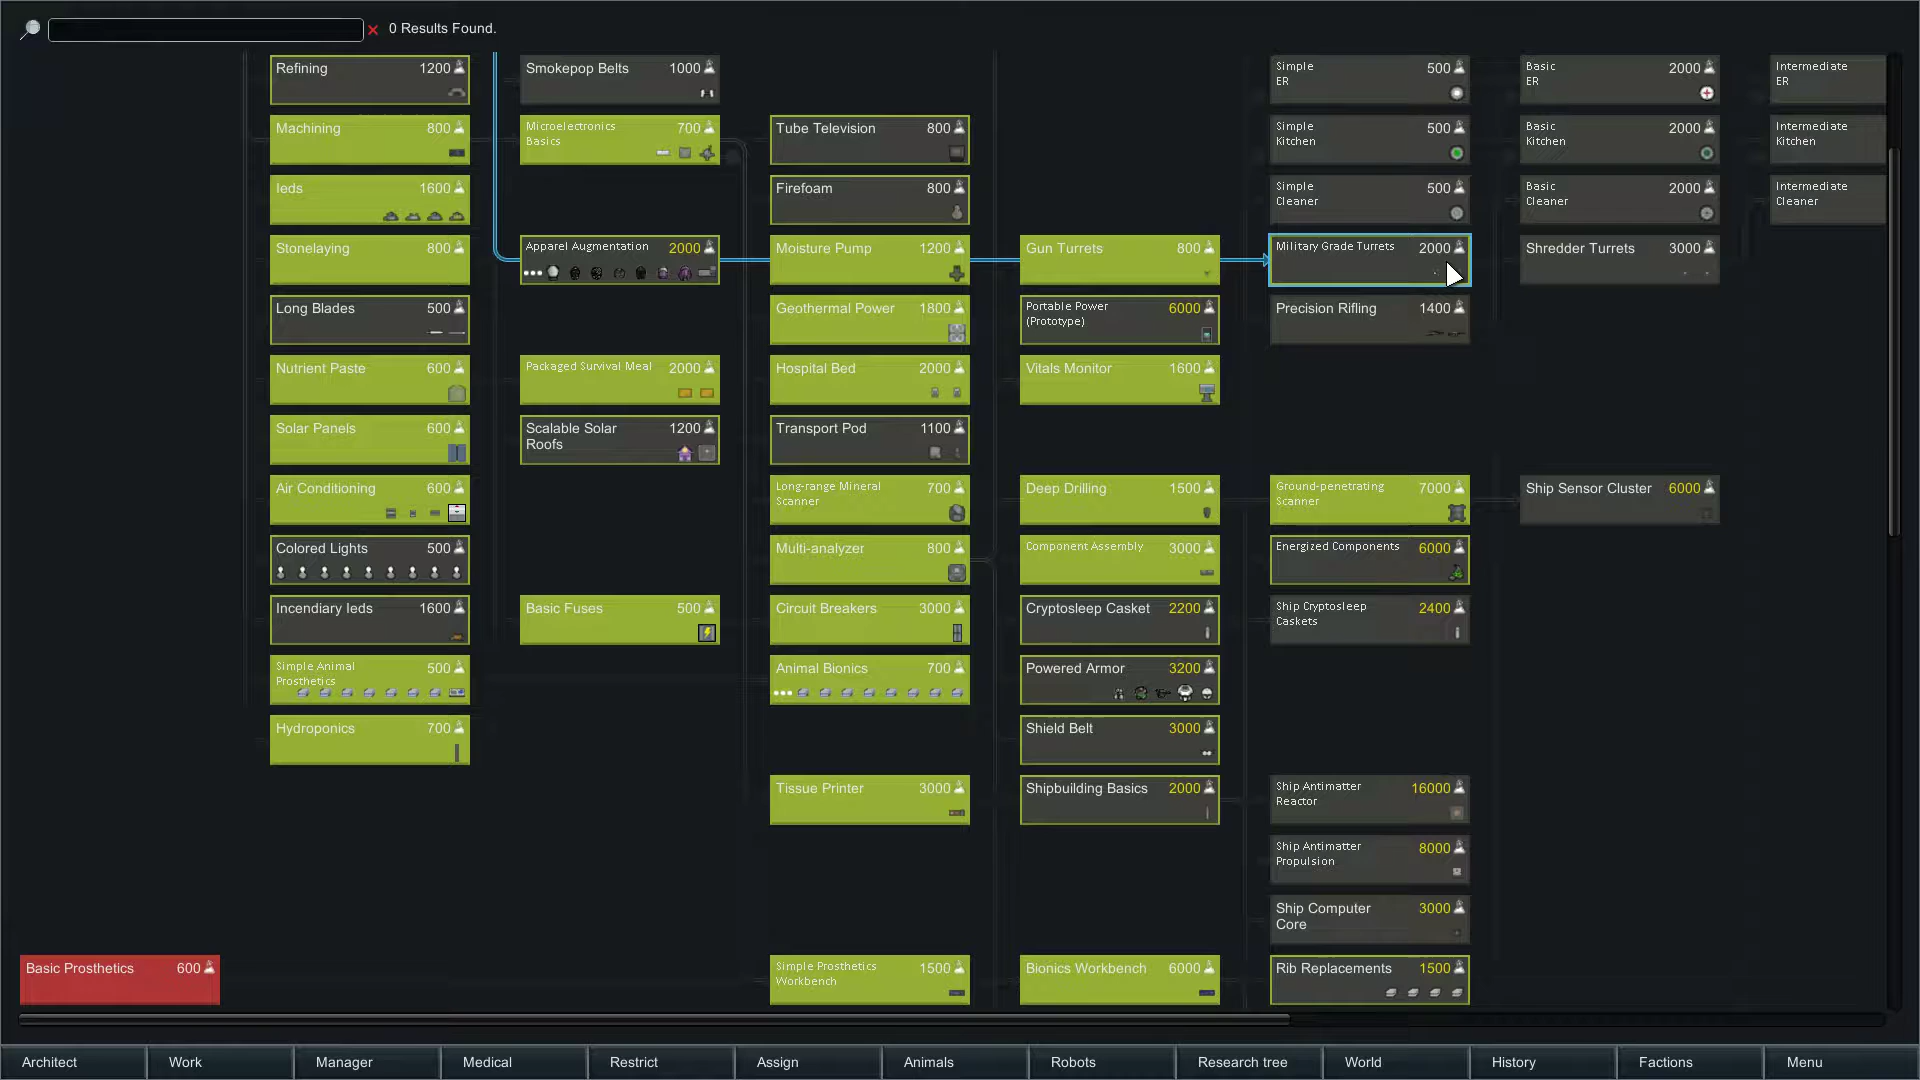 0 Results Found.
Refining 1200
Smokepop Belts 1000
Simple ER 500
Basic ER 2000
Intermediate ER
Machining 800
Microelectronics Basics 700
Tube Television 800
Simple Kitchen 500
Basic Kitchen 2000
Intermediate Kitchen
Ieds 1600
Firefoam 800
Simple Cleaner 500
Basic Cleaner 2000
Intermediate Cleaner
Stonelaying 800
Apparel Augmentation 2000
Moisture Pump 1200
Gun Turrets 800
Military Grade Turrets 2000
Shredder Turrets 3000
Long Blades 500
Geothermal Power 1800
Portable Power (Prototype) 6000
Precision Rifling 1400
Nutrient Paste 600
Packaged Survival Meal 2000
Hospital Bed 2000
Vitals Monitor 1600
Solar Panels 600
Scalable Solar Roofs 1200
Transport Pod 1100
Air Conditioning 600
Long-range Mineral Scanner 700
Deep Drilling 1500
Ground-penetrating Scanner 7000
Ship Sensor Cluster 6000
Colored Lights 500
Multi-analyzer 800
Component Assembly 3000
Energized Components 6000
Incendiary Ieds 1600
Basic Fuses 500
Circuit Breakers 3000
Cryptosleep Casket 2200
Ship Cryptosleep Caskets 2400
Simple Animal Prosthetics 500
Animal Bionics 700
Powered Armor 3200
Hydroponics 700
Shield Belt 3000
Tissue Printer 3000
Shipbuilding Basics 2000
Ship Antimatter Reactor 16000
Ship Antimatter Propulsion 8000
Ship Computer Core 3000
Basic Prosthetics 600
Simple Prosthetics Workbench 1500
Bionics Workbench 6000
Rib Replacements 1500
Architect
Work
Manager
Medical
Restrict
Assign
Animals
Robots
Research tree
World
History
Factions
Menu